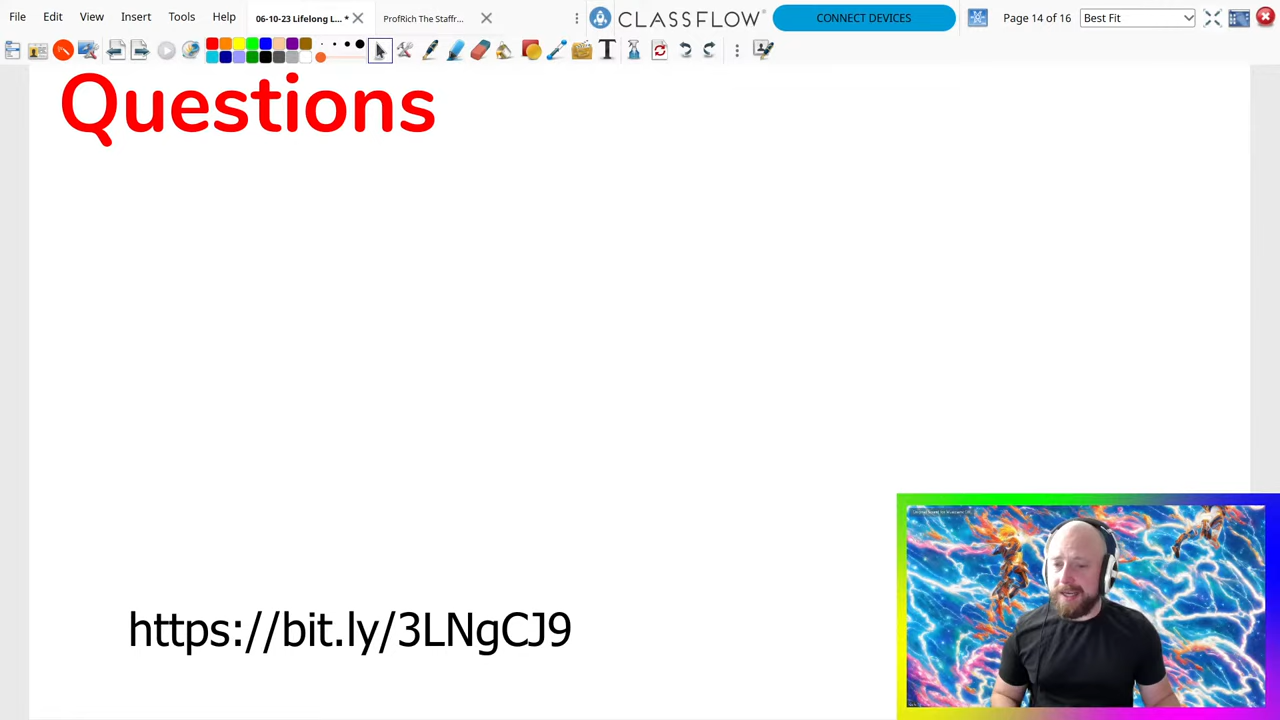 File Edit View Insert Tools Help
06-10-23 Lifelong L... *
ProfRich The Staffr...
CLASSFLOW
CONNECT DEVICES
Page 14 of 16
Best Fit
Questions
https://bit.ly/3LNgCJ9